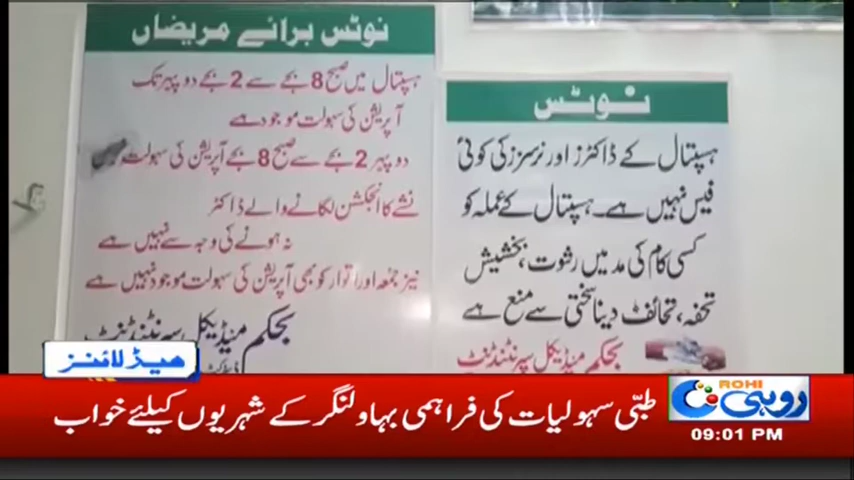 نوٹس برائے مریضاں
ہسپتال میں صبح 8 بجے سے 2 بجے دوپہر تک
آپریشن کی سہولت موجود ہے
دوپہر 2 بجے سے صبح 8 بجے آپریشن کی سہولت
نشے کا انجکشن لگانے والے ڈاکٹر
نہ ہونے کی وجہ سے نہیں ہے
نیز جمعہ اور اتوار کو بھی آپریشن کی سہولت موجود نہیں ہے
بحکم میڈیکل سپرنٹنڈنٹ
نوٹس
ہسپتال کے ڈاکٹرز اور نرسز کی کوئی
فیس نہیں ہے۔ ہسپتال کے عملہ کو
کسی کام کی مد میں رشوت، بخشیش
تحفہ، تحائف دینا سختی سے منع ہے
بحکم میڈیکل سپرنٹنڈنٹ
ہیڈ لائنز
طبّی سہولیات کی فراہمی بہاولنگر کے شہریوں کیلئے خواب
ROHI
روہی
09:01 PM